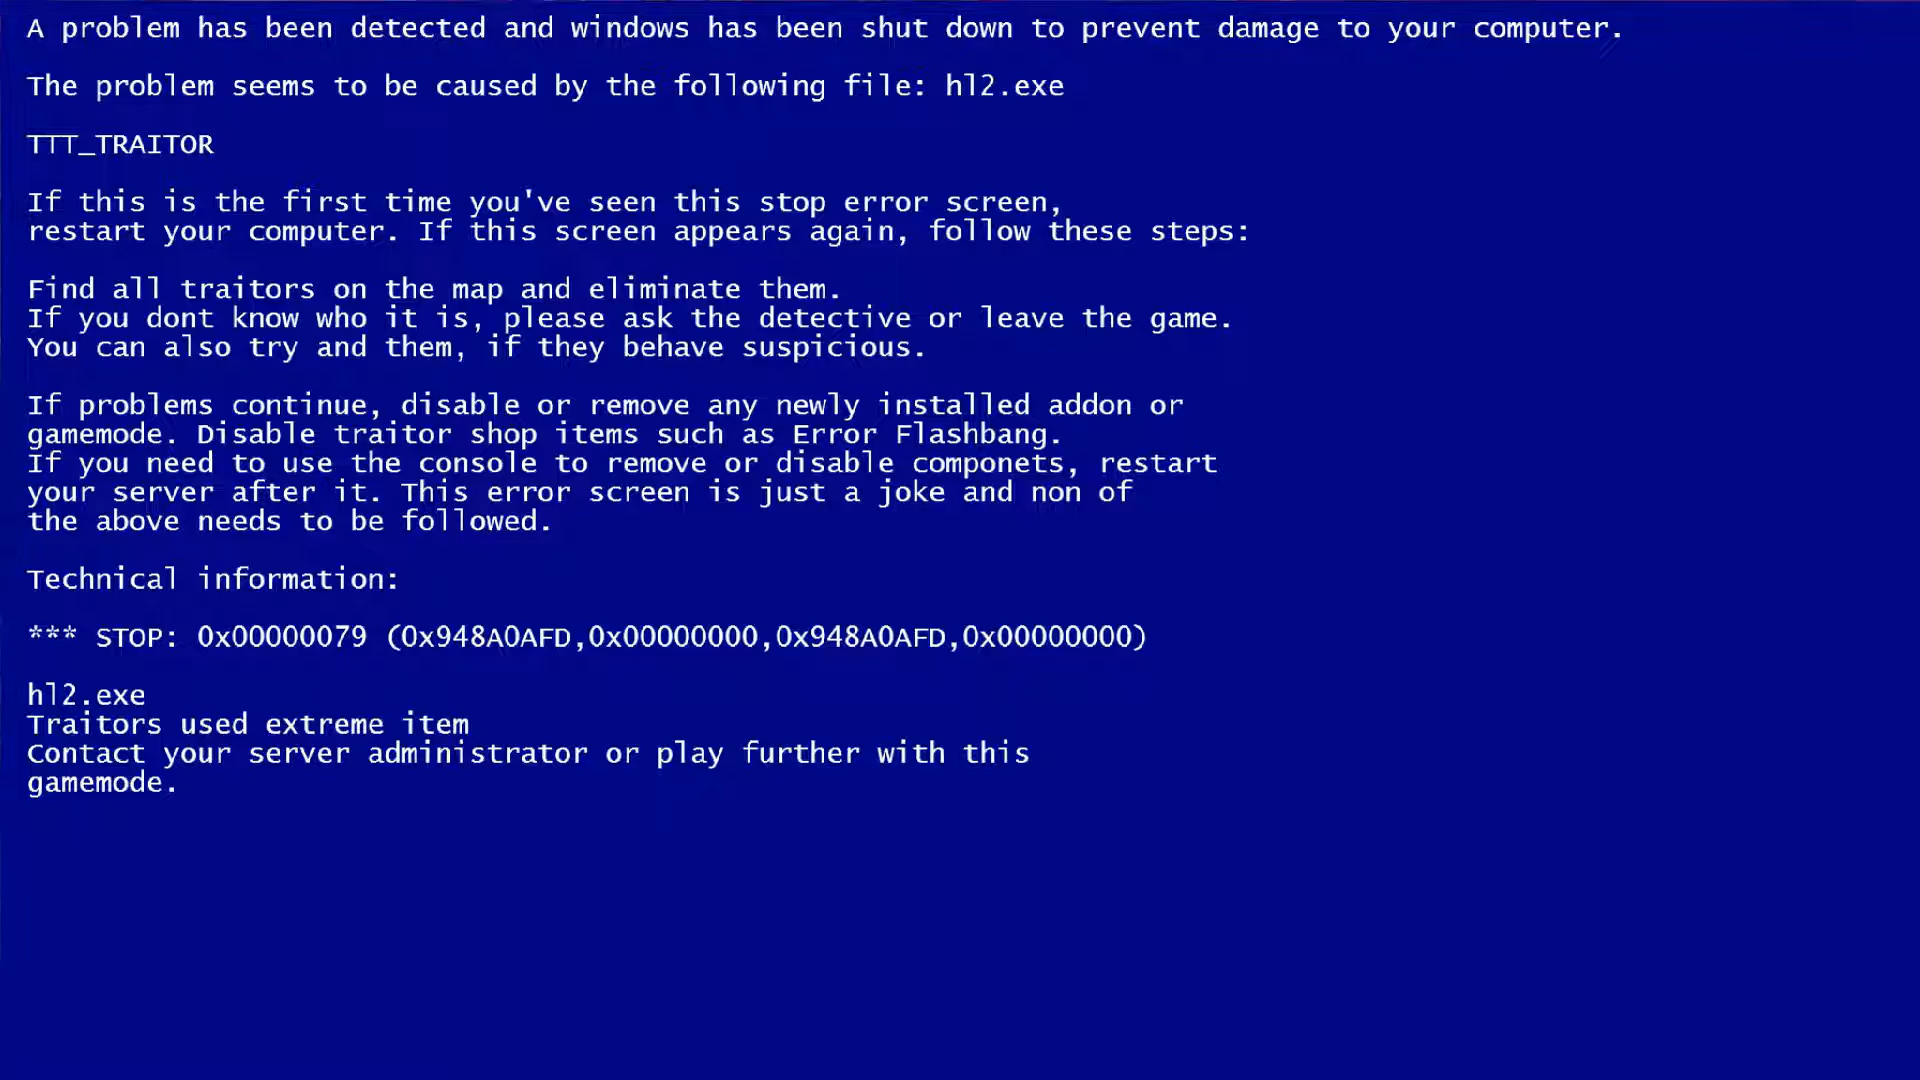 A problem has been detected and windows has been shut down to prevent damage to your computer.
The problem seems to be caused by the following file: hl2.exe
TTT_TRAITOR
If this is the first time you've seen this stop error screen,
restart your computer. If this screen appears again, follow these steps:
Find all traitors on the map and eliminate them.
If you dont know who it is, please ask the detective or leave the game.
You can also try and them, if they behave suspicious.
If problems continue, disable or remove any newly installed addon or
gamemode. Disable traitor shop items such as Error Flashbang.
If you need to use the console to remove or disable componets, restart
your server after it. This error screen is just a joke and non of
the above needs to be followed.
Technical information:
*** STOP: 0x00000079 (0x948A0AFD,0x00000000,0x948A0AFD,0x00000000)
hl2.exe
Traitors used extreme item
Contact your server administrator or play further with this
gamemode.